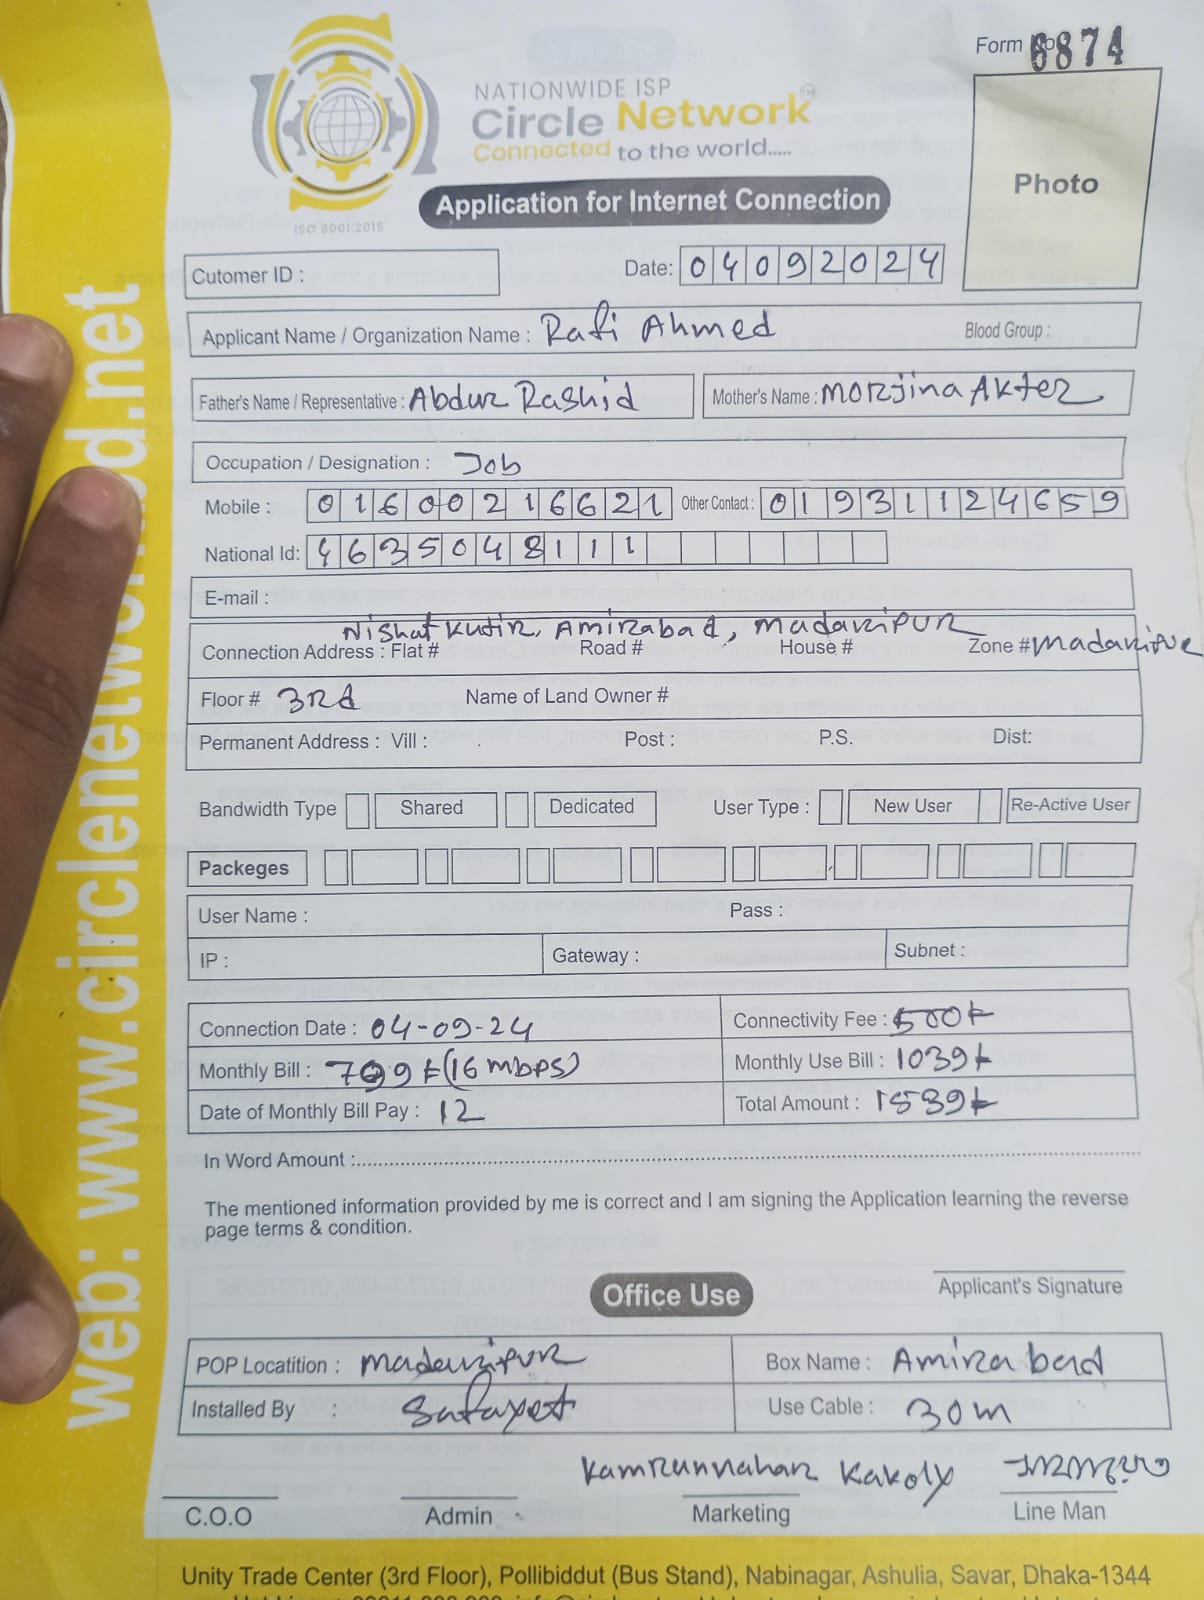 Form No 6874
NATIONWIDE ISP
Circle Network TM
Connected to the world.....
ISO 9001:2015
Photo
Application for Internet Connection
Cutomer ID :
Date: 04092024
Applicant Name / Organization Name : Rafi Ahmed Blood Group :
Father's Name / Representative : Abdur Rashid Mother's Name : Morjina Akter
Occupation / Designation : Job
Mobile : 01600216621 Other Contact : 01931124659
National Id: 4635048111
E-mail :
Nishat Kutir, Amirabad, Madaripur
Connection Address : Flat # Road # House # Zone # Madaripur
Floor # 3rd Name of Land Owner #
Permanent Address : Vill : Post : P.S. Dist:
Bandwidth Type Shared Dedicated User Type : New User Re-Active User
Packeges
User Name : Pass :
IP : Gateway : Subnet :
Connection Date : 04-09-24 Connectivity Fee : 500t
Monthly Bill : 799t (16 mbps) Monthly Use Bill : 1039t
Date of Monthly Bill Pay : 12 Total Amount : 1539t
In Word Amount :
The mentioned information provided by me is correct and I am signing the Application learning the reverse
page terms & condition.
Applicant's Signature
Office Use
POP Locatition : Madaripur Box Name : Amirabad
Installed By : Safayet Use Cable : 30m
Kamrunnahar Kakoly
C.O.O Admin Marketing Line Man
Unity Trade Center (3rd Floor), Pollibiddut (Bus Stand), Nabinagar, Ashulia, Savar, Dhaka-1344
web: www.circlenetworkbd.net